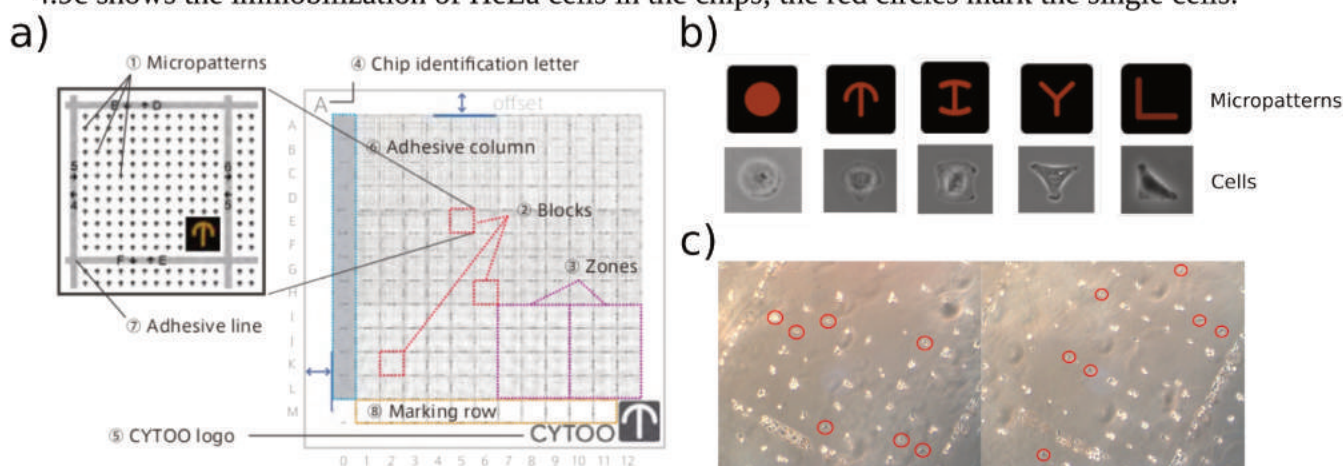 4.3c shows the immobilization of HeLa cells in the chips, the red circles mark the single cells.
a)
① Micropatterns
④ Chip identification letter
A
offset
B D
⑥ Adhesive column
② Blocks
③ Zones
F E
⑦ Adhesive line
⑧ Marking row
⑤ CYTOO logo
CYTOO
A
B
C
D
E
F
G
H
I
J
K
L
M
0 1 2 3 4 5 6 7 8 9 10 11 12
b)
Micropatterns
Cells
c)